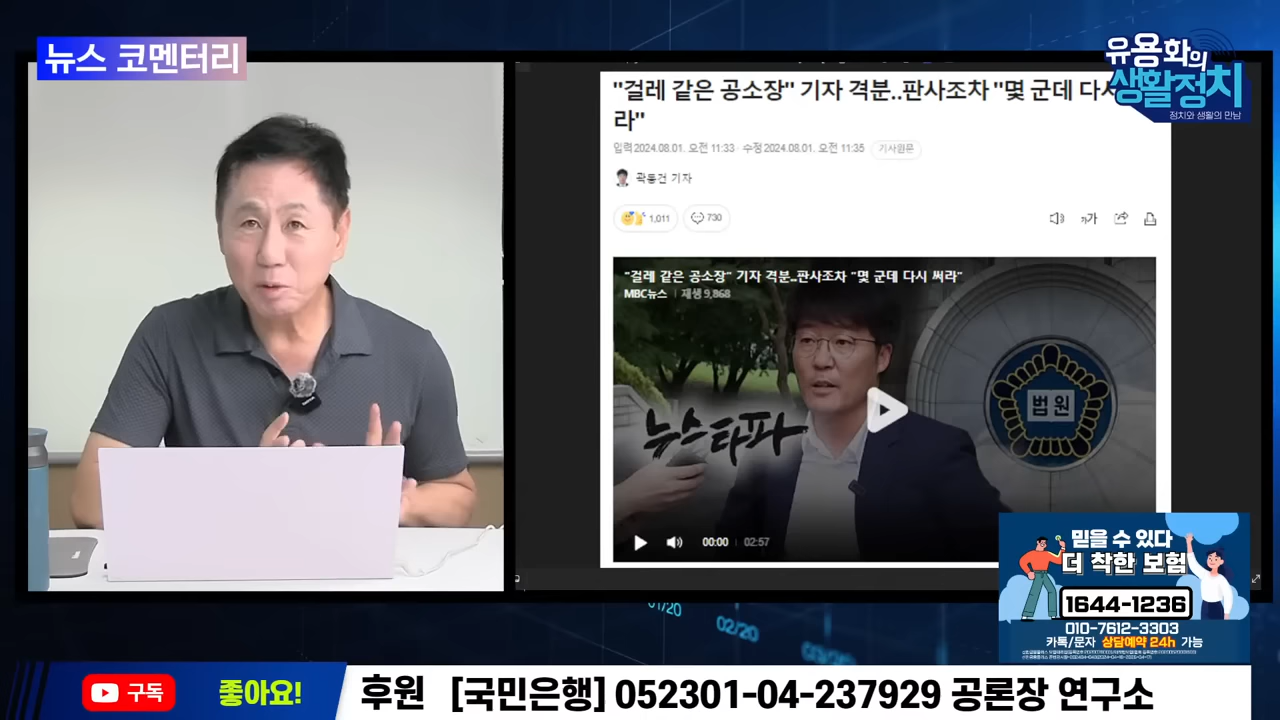 뉴스 코멘터리
유용화의
생활정치
정치와 생활의 만남
"걸레 같은 공소장" 기자 격분..판사조차 "몇 군데 다시
라"
입력 2024.08.01. 오전 11:33 · 수정 2024.08.01. 오전 11:35 기사원문
곽동건 기자
1,011 730
가
"걸레 같은 공소장" 기자 격분..판사조차 "몇 군데 다시 써라"
MBC뉴스 | 재생 9,868
뉴스타파
법원
00:00 | 02:57
믿을 수 있다
더 착한 보험
1644-1236
010-7612-3303
카톡/문자 상담예약 24h 가능
01/20
02/20
구독
좋아요!
후원 [국민은행] 052301-04-237929 공론장 연구소